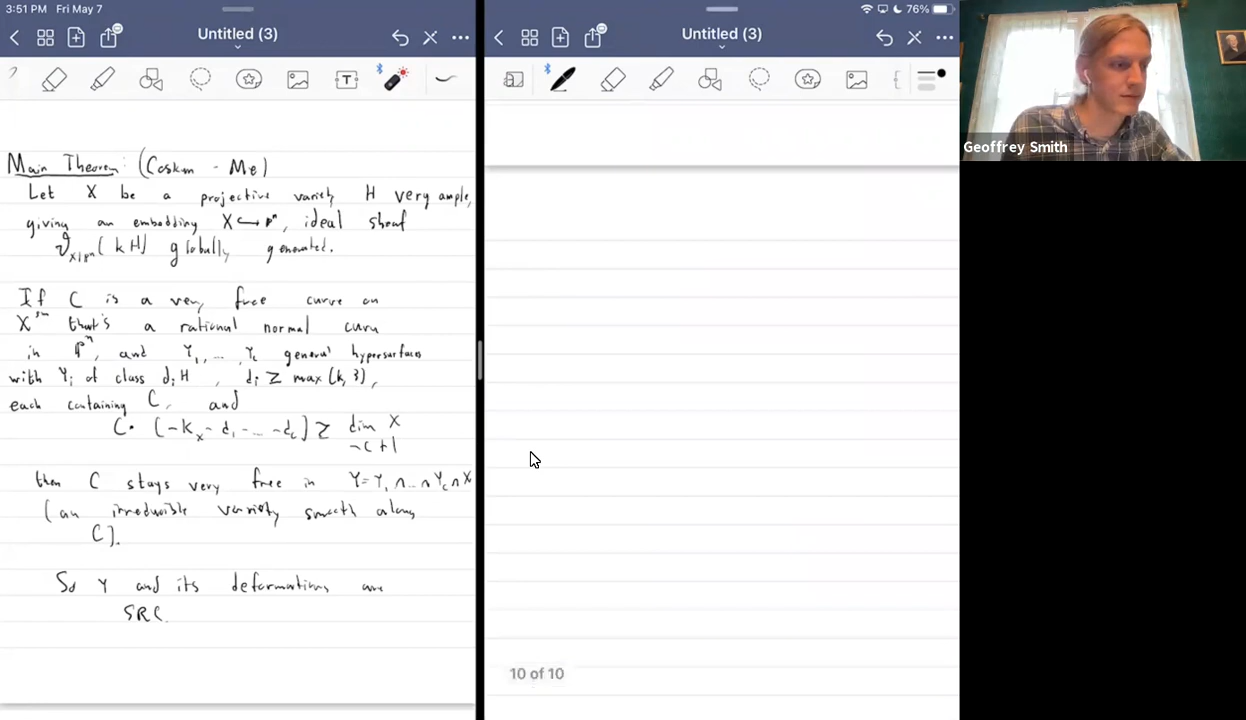 3:51 PM Fri May 7
76%
Untitled (3)
Untitled (3)
Geoffrey Smith
Main Theorem: (Coskun - Me)
Let X be a projective variety H very ample,
giving an embedding X↪ℙⁿ, ideal sheaf
𝓘_{X|ℙⁿ}(kH) globally generated.
If C is a very free curve on
X^{sm} that's a rational normal curve
in ℙⁿ, and Y₁, ... Y_c general hypersurfaces
with Y_i of class d_i H, d_i ≥ max(k, 3),
each containing C, and
C· (-K_X - d₁ - ... - d_c) ≥ dim X
-c+1
then C stays very free in Y=Y₁∩...∩Y_c∩X
(an irreducible variety smooth along
C).
So Y and its deformations are
SRC.
10 of 10